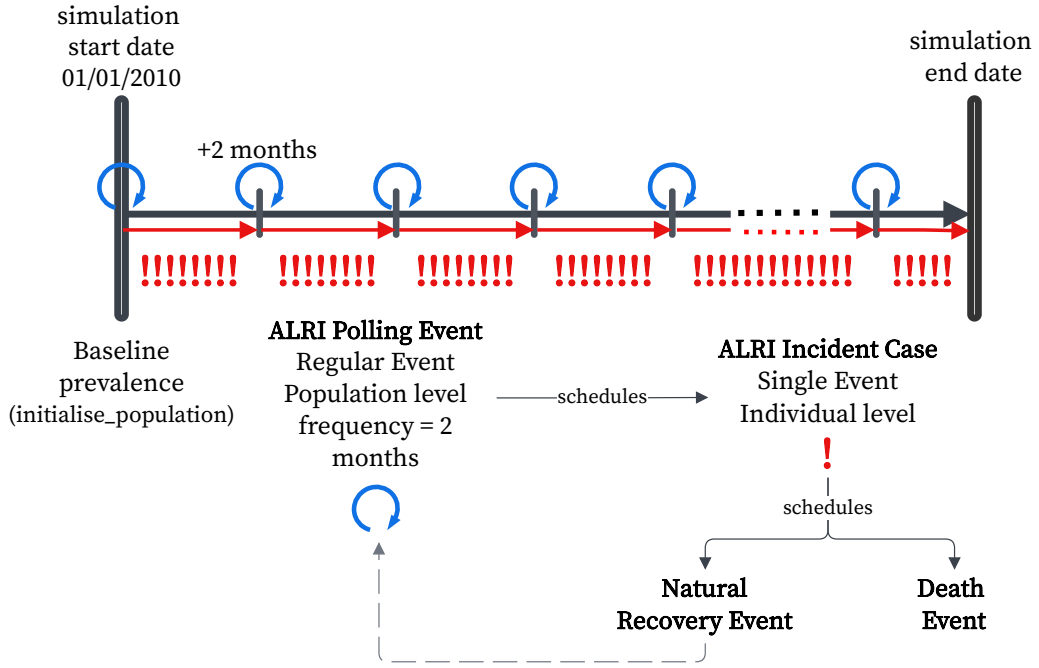 simulation
start date
01/01/2010
simulation
end date
+2 months
Baseline
prevalence
(initialise_population)
ALRI Polling Event
Regular Event
Population level
frequency = 2
months
schedules
ALRI Incident Case
Single Event
Individual level
schedules
Natural
Recovery Event
Death
Event